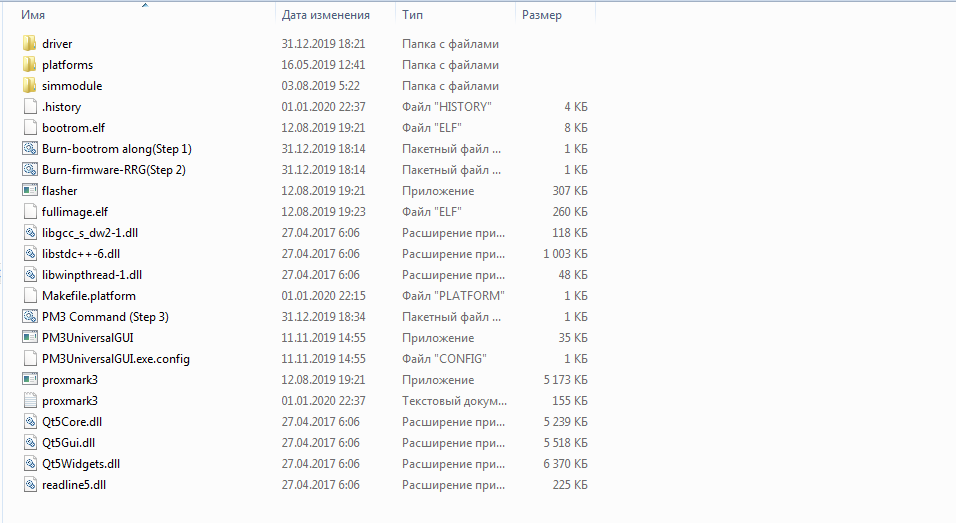 Имя Дата изменения Тип Размер
driver 31.12.2019 18:21 Папка с файлами
platforms 16.05.2019 12:41 Папка с файлами
simmodule 03.08.2019 5:22 Папка с файлами
.history 01.01.2020 22:37 Файл "HISTORY" 4 КБ
bootrom.elf 12.08.2019 19:21 Файл "ELF" 8 КБ
Burn-bootrom along(Step 1) 31.12.2019 18:14 Пакетный файл ... 1 КБ
Burn-firmware-RRG(Step 2) 31.12.2019 18:14 Пакетный файл ... 1 КБ
flasher 12.08.2019 19:21 Приложение 307 КБ
fullimage.elf 12.08.2019 19:23 Файл "ELF" 260 КБ
libgcc_s_dw2-1.dll 27.04.2017 6:06 Расширение при... 118 КБ
libstdc++-6.dll 27.04.2017 6:06 Расширение при... 1 003 КБ
libwinpthread-1.dll 27.04.2017 6:06 Расширение при... 48 КБ
Makefile.platform 01.01.2020 22:15 Файл "PLATFORM" 1 КБ
PM3 Command (Step 3) 31.12.2019 18:34 Пакетный файл ... 1 КБ
PM3UniversalGUI 11.11.2019 14:55 Приложение 35 КБ
PM3UniversalGUI.exe.config 11.11.2019 14:55 Файл "CONFIG" 1 КБ
proxmark3 12.08.2019 19:21 Приложение 5 173 КБ
proxmark3 01.01.2020 22:37 Текстовый докум... 155 КБ
Qt5Core.dll 27.04.2017 6:06 Расширение при... 5 239 КБ
Qt5Gui.dll 27.04.2017 6:06 Расширение при... 5 518 КБ
Qt5Widgets.dll 27.04.2017 6:06 Расширение при... 6 370 КБ
readline5.dll 27.04.2017 6:06 Расширение при... 225 КБ